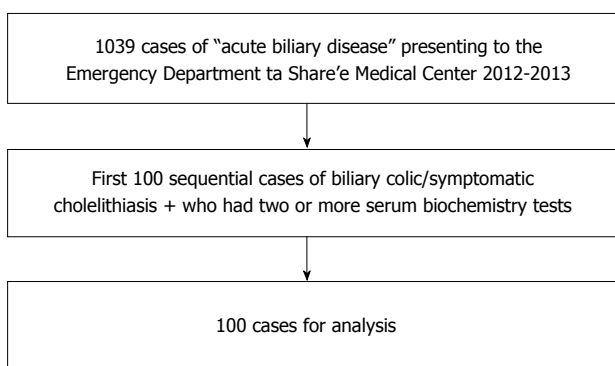 1039 cases of “acute biliary disease” presenting to the
Emergency Department ta Share’e Medical Center 2012-2013
First 100 sequential cases of biliary colic/symptomatic
cholelithiasis + who had two or more serum biochemistry tests
100 cases for analysis